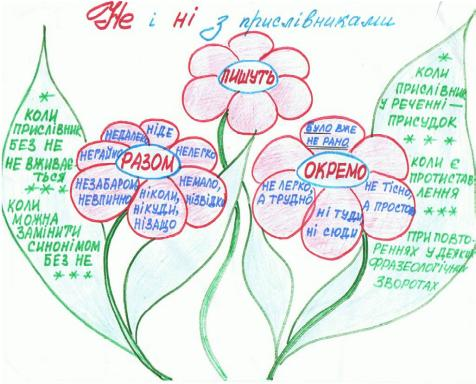 Не і ні з прислівниками
ПИШУТЬ
*
КОЛИ
ПРИСЛІВНИК
БЕЗ НЕ
НЕ ВЖИВАЄ-
ТЬСЯ
***
КОЛИ
МОЖНА
ЗАМІНИТИ
СИНОНІМОМ
БЕЗ НЕ
***
РАЗОМ
НЕДАЛЕКО
НІДЕ
НЕГАЙНО
НЕЛЕГКО
НЕЗАБАРОМ
НЕВПИННО
НІКОЛИ,
НІКУДИ,
НІЗАЩО
НЕМАЛО,
НІЗВІДКИ
ОКРЕМО
БУЛО ВЖЕ
НЕ РАНО
НЕ ЛЕГКО,
А ТРУДНО
НІ ТУДИ
НІ СЮДИ
НЕ ТІСНО,
А ПРОСТО
*
КОЛИ
ПРИСЛІВНИК
У РЕЧЕННІ —
ПРИСУДОК
**
КОЛИ Є
ПРОТИСТАВ-
ЛЕННЯ
***
ПРИ ПОВТО-
РЕННЯХ У ДЕЯКИХ
ФРАЗЕОЛОГІЧНИХ
ЗВОРОТАХ